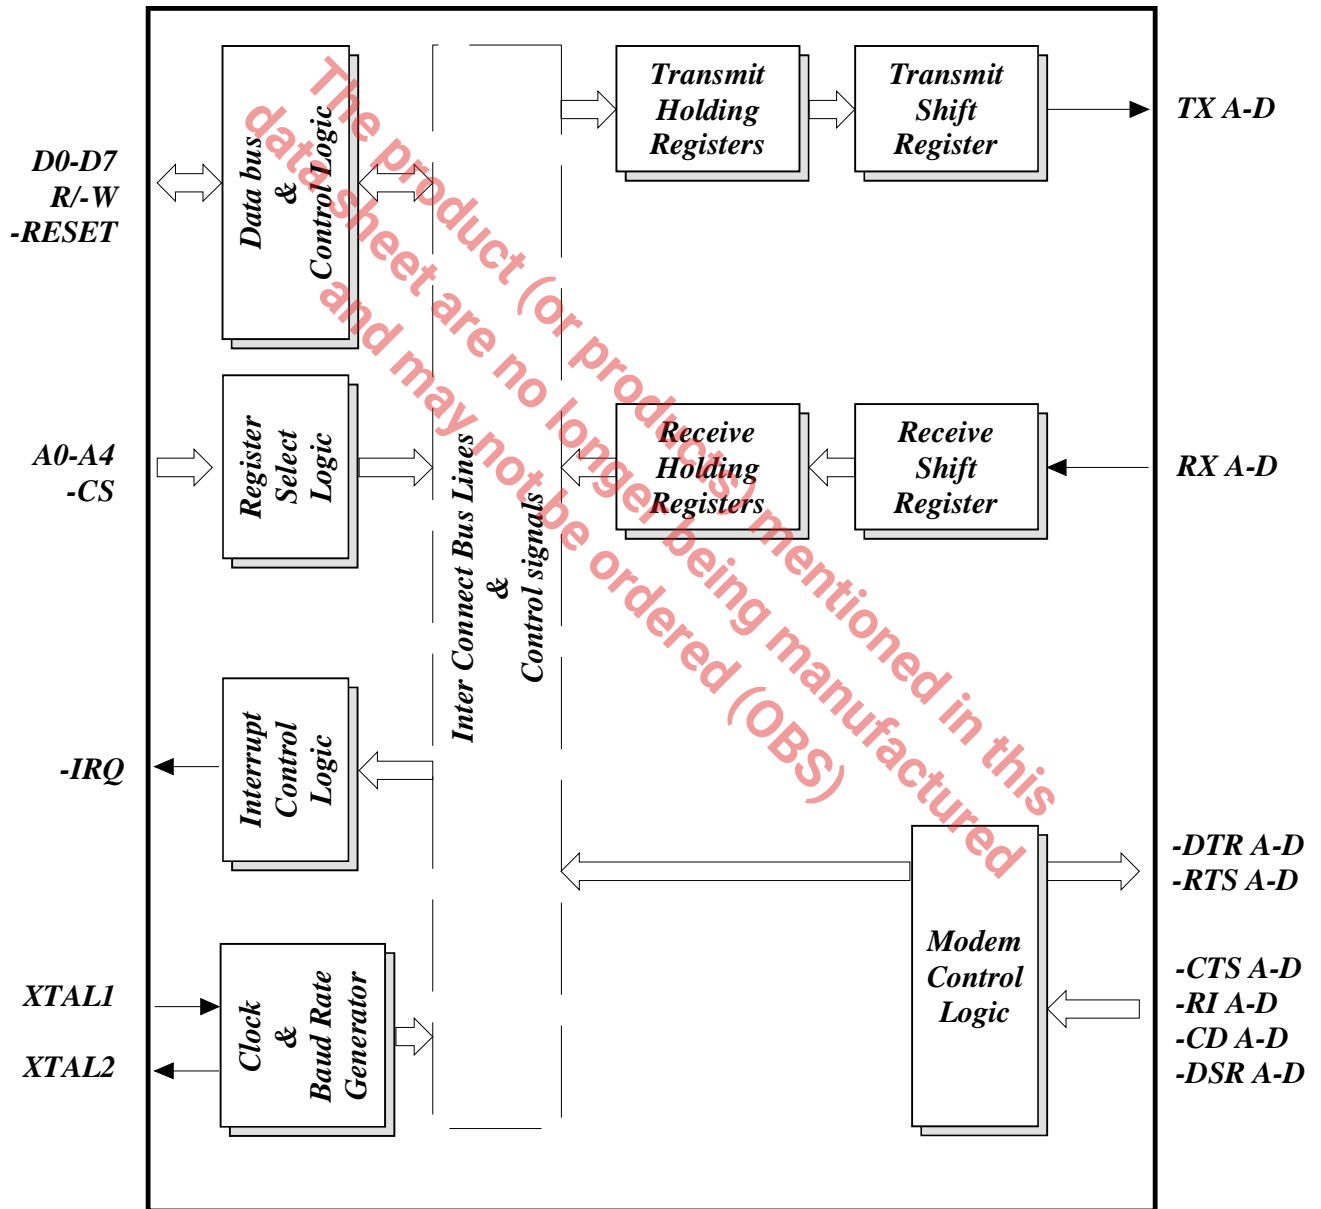 D0-D7
R/-W
-RESET
Data bus
&
Control Logic
A0-A4
-CS
Register
Select
Logic
-IRQ
Interrupt
Control
Logic
XTAL1
XTAL2
Clock
&
Baud Rate
Generator
Inter Connect Bus Lines
&
Control signals
Transmit
Holding
Registers
Transmit
Shift
Register
TX A-D
Receive
Holding
Registers
Receive
Shift
Register
RX A-D
Modem
Control
Logic
-DTR A-D
-RTS A-D
-CTS A-D
-RI A-D
-CD A-D
-DSR A-D
The product (or products) mentioned in this
data sheet are no longer being manufactured
and may not be ordered (OBS)